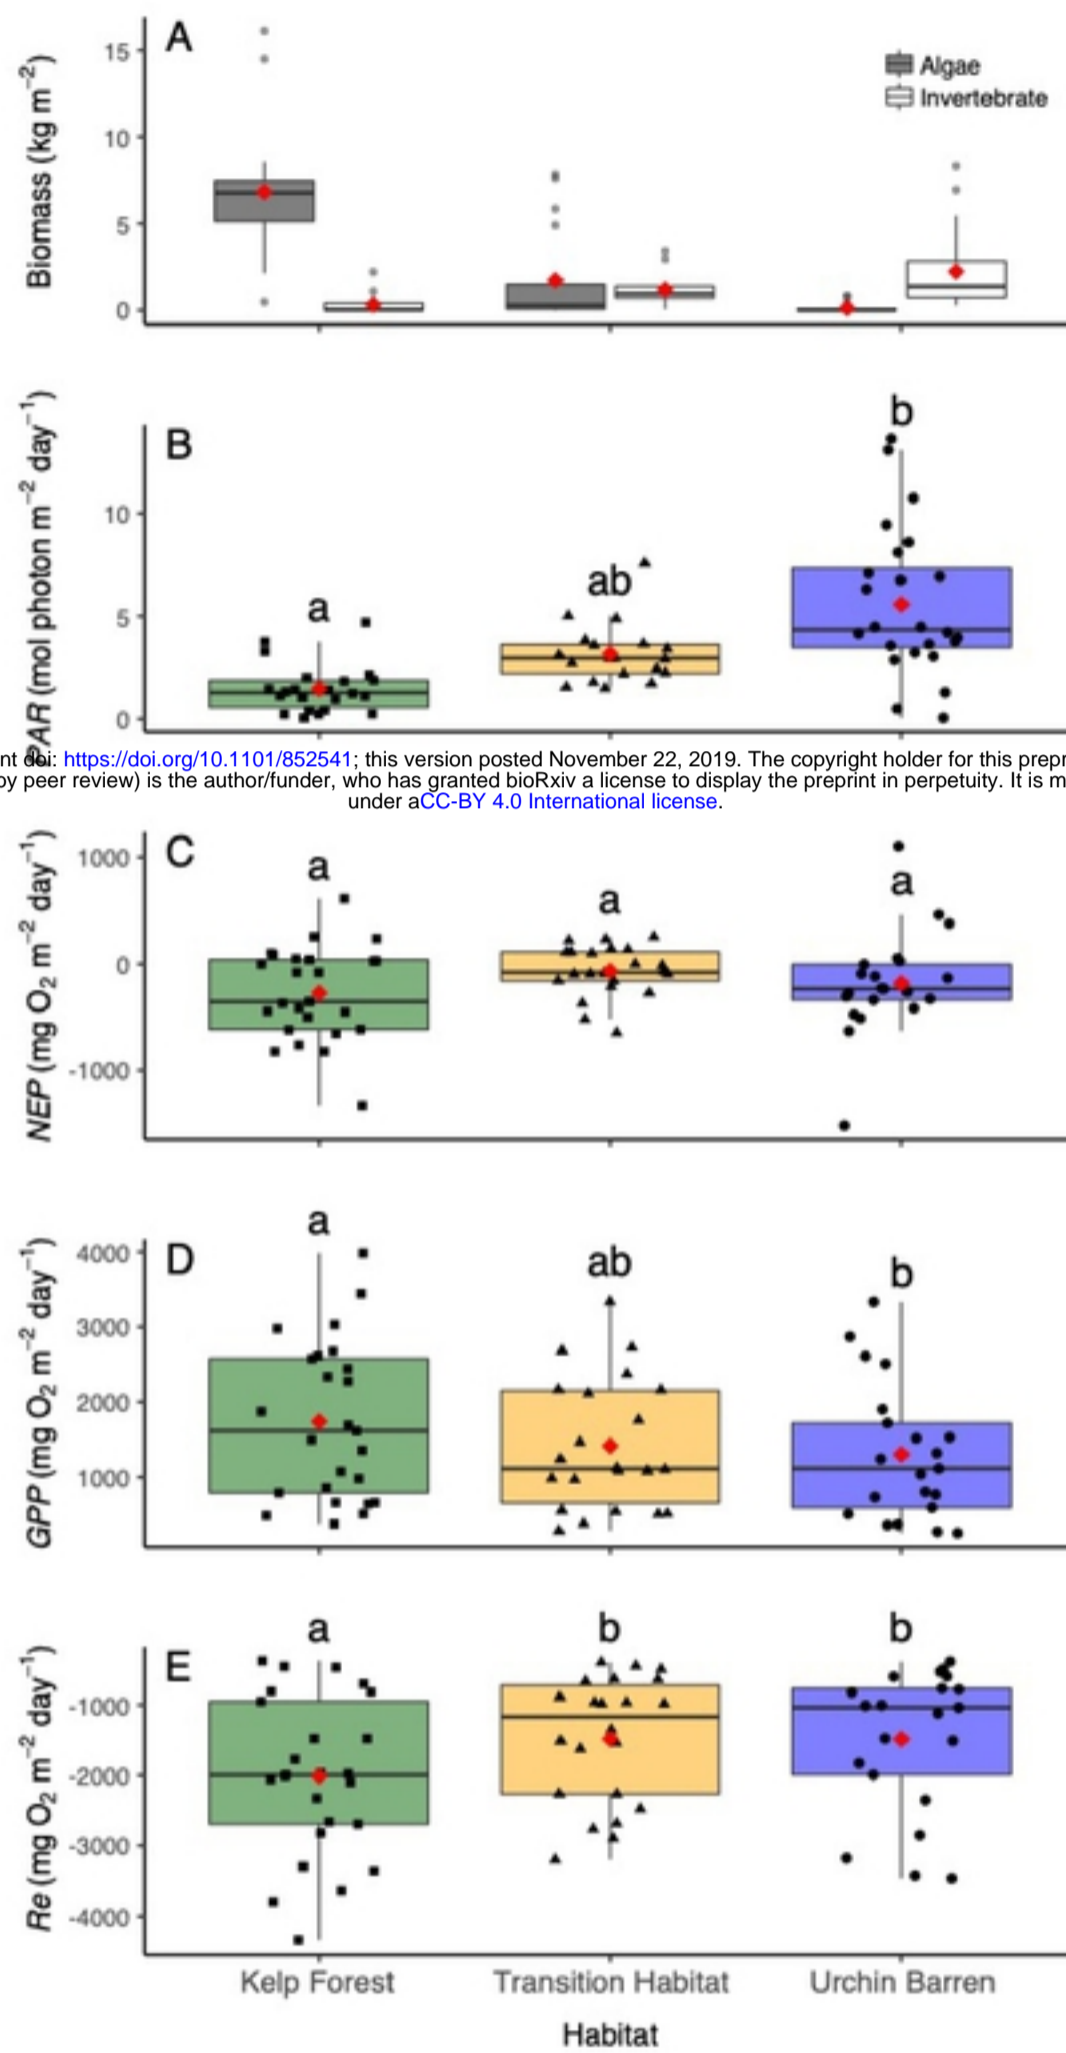 A
Biomass (kg m−2)
15
10
5
0
Algae
Invertebrate
B
PAR (mol photon m−2 day−1)
10
5
0
a
ab
b
nt doi: https://doi.org/10.1101/852541; this version posted November 22, 2019. The copyright holder for this prepr
by peer review) is the author/funder, who has granted bioRxiv a license to display the preprint in perpetuity. It is m
under aCC-BY 4.0 International license.
C
NEP (mg O2 m−2 day−1)
1000
0
-1000
a
a
a
D
GPP (mg O2 m−2 day−1)
4000
3000
2000
1000
a
ab
b
E
Re (mg O2 m−2 day−1)
-1000
-2000
-3000
-4000
a
b
b
Kelp Forest
Transition Habitat
Urchin Barren
Habitat